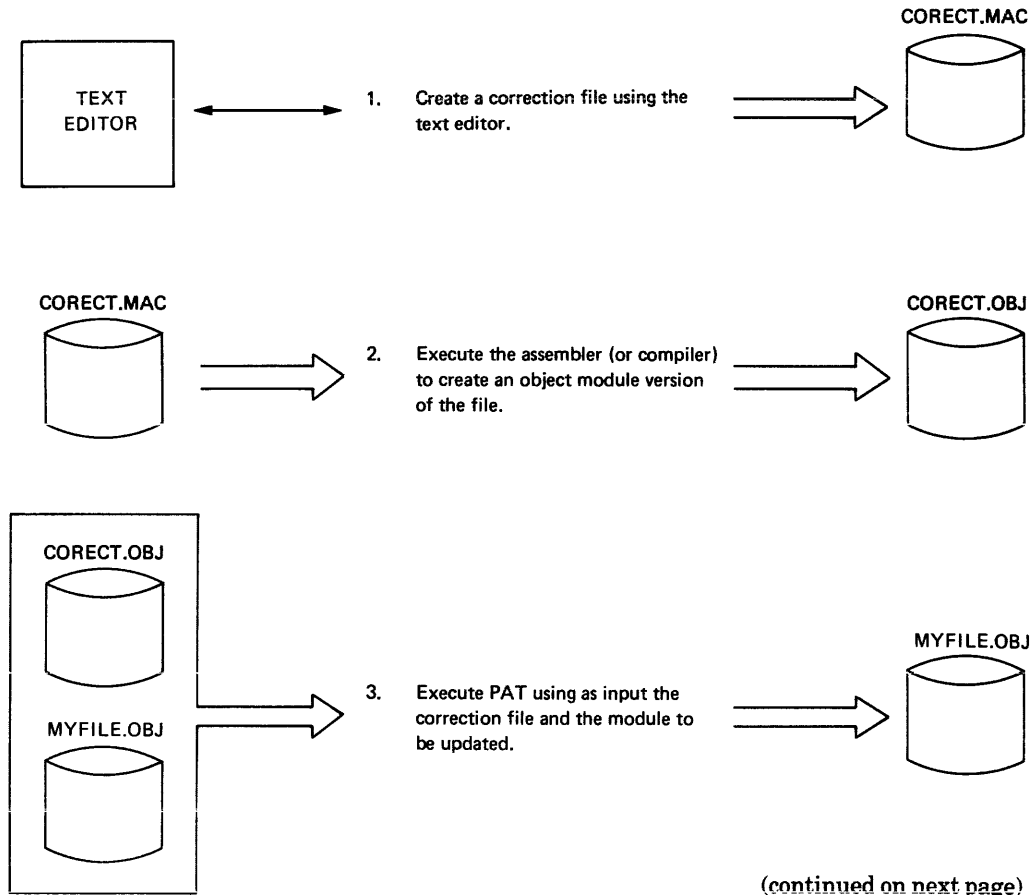 CORECT.MAC
TEXT
EDITOR
1. Create a correction file using the
text editor.
CORECT.MAC
CORECT.OBJ
2. Execute the assembler (or compiler)
to create an object module version
of the file.
CORECT.OBJ
MYFILE.OBJ
3. Execute PAT using as input the
correction file and the module to
be updated.
MYFILE.OBJ
(continued on next page)